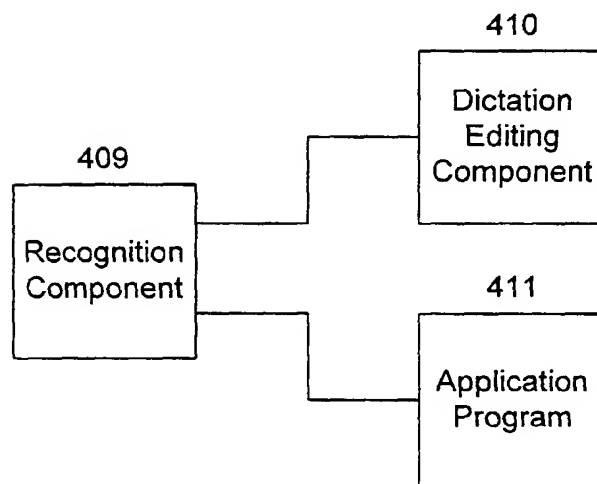 410
Dictation
Editing
Component
409
Recognition
Component
411
Application
Program